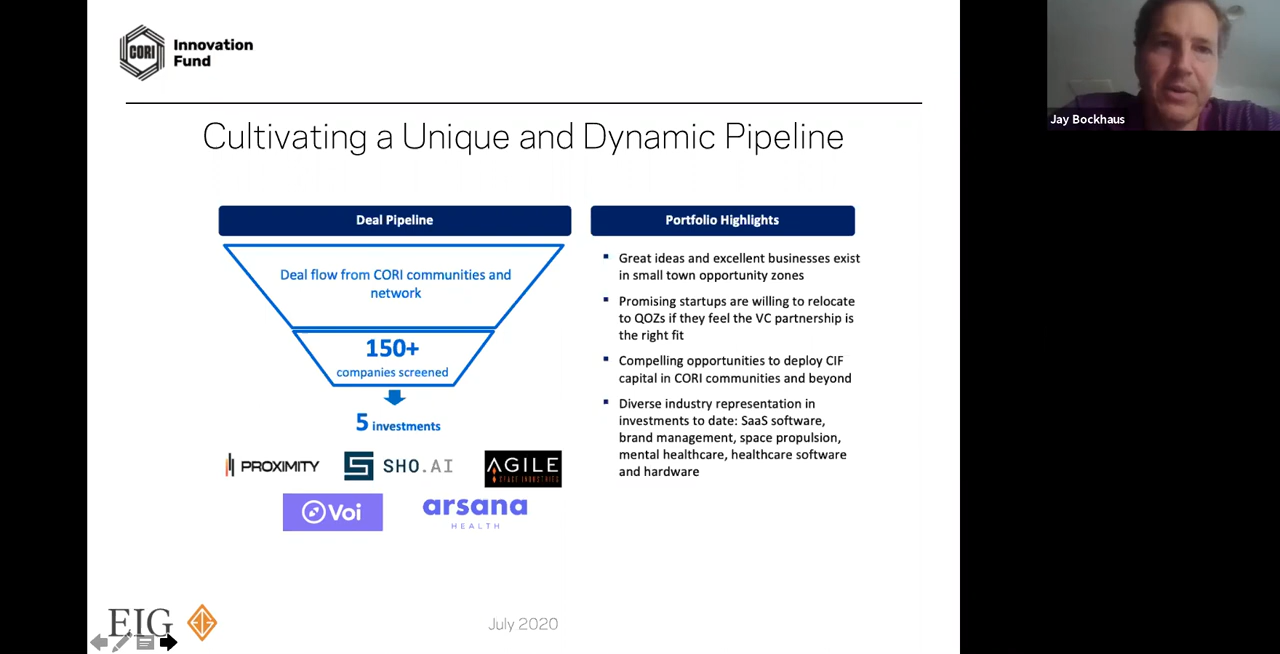 CORI
Innovation
Fund
Jay Bockhaus
Cultivating a Unique and Dynamic Pipeline
Deal Pipeline
Deal flow from CORI communities and
network
150+
companies screened
5 investments
PROXIMITY
SHO.AI
AGILE
SPACE INDUSTRIES
Voi
arsana
HEALTH
Portfolio Highlights
Great ideas and excellent businesses exist
in small town opportunity zones
Promising startups are willing to relocate
to QOZs if they feel the VC partnership is
the right fit
Compelling opportunities to deploy CIF
capital in CORI communities and beyond
Diverse industry representation in
investments to date: SaaS software,
brand management, space propulsion,
mental healthcare, healthcare software
and hardware
EIG
July 2020